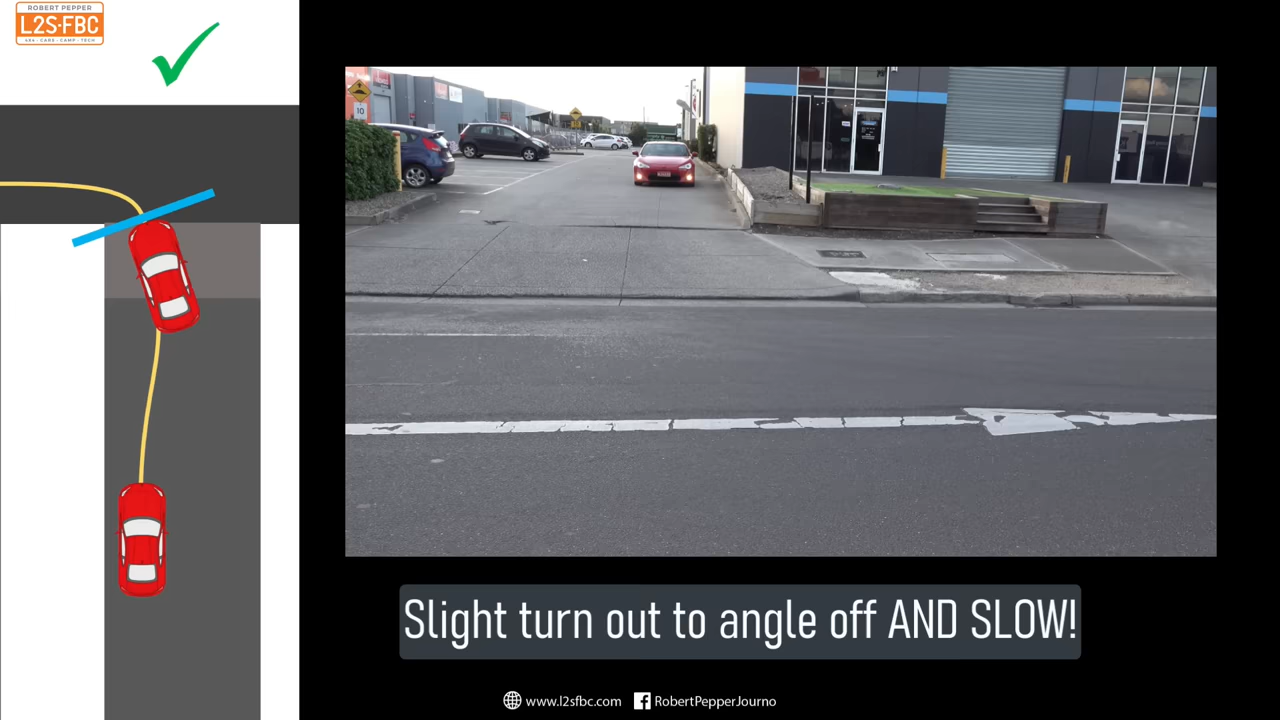 ROBERT PEPPER
L2S·FBC
4X4 · CARS · CAMP · TECH
10
Slight turn out to angle off AND SLOW!
www.l2sfbc.com RobertPepperJourno